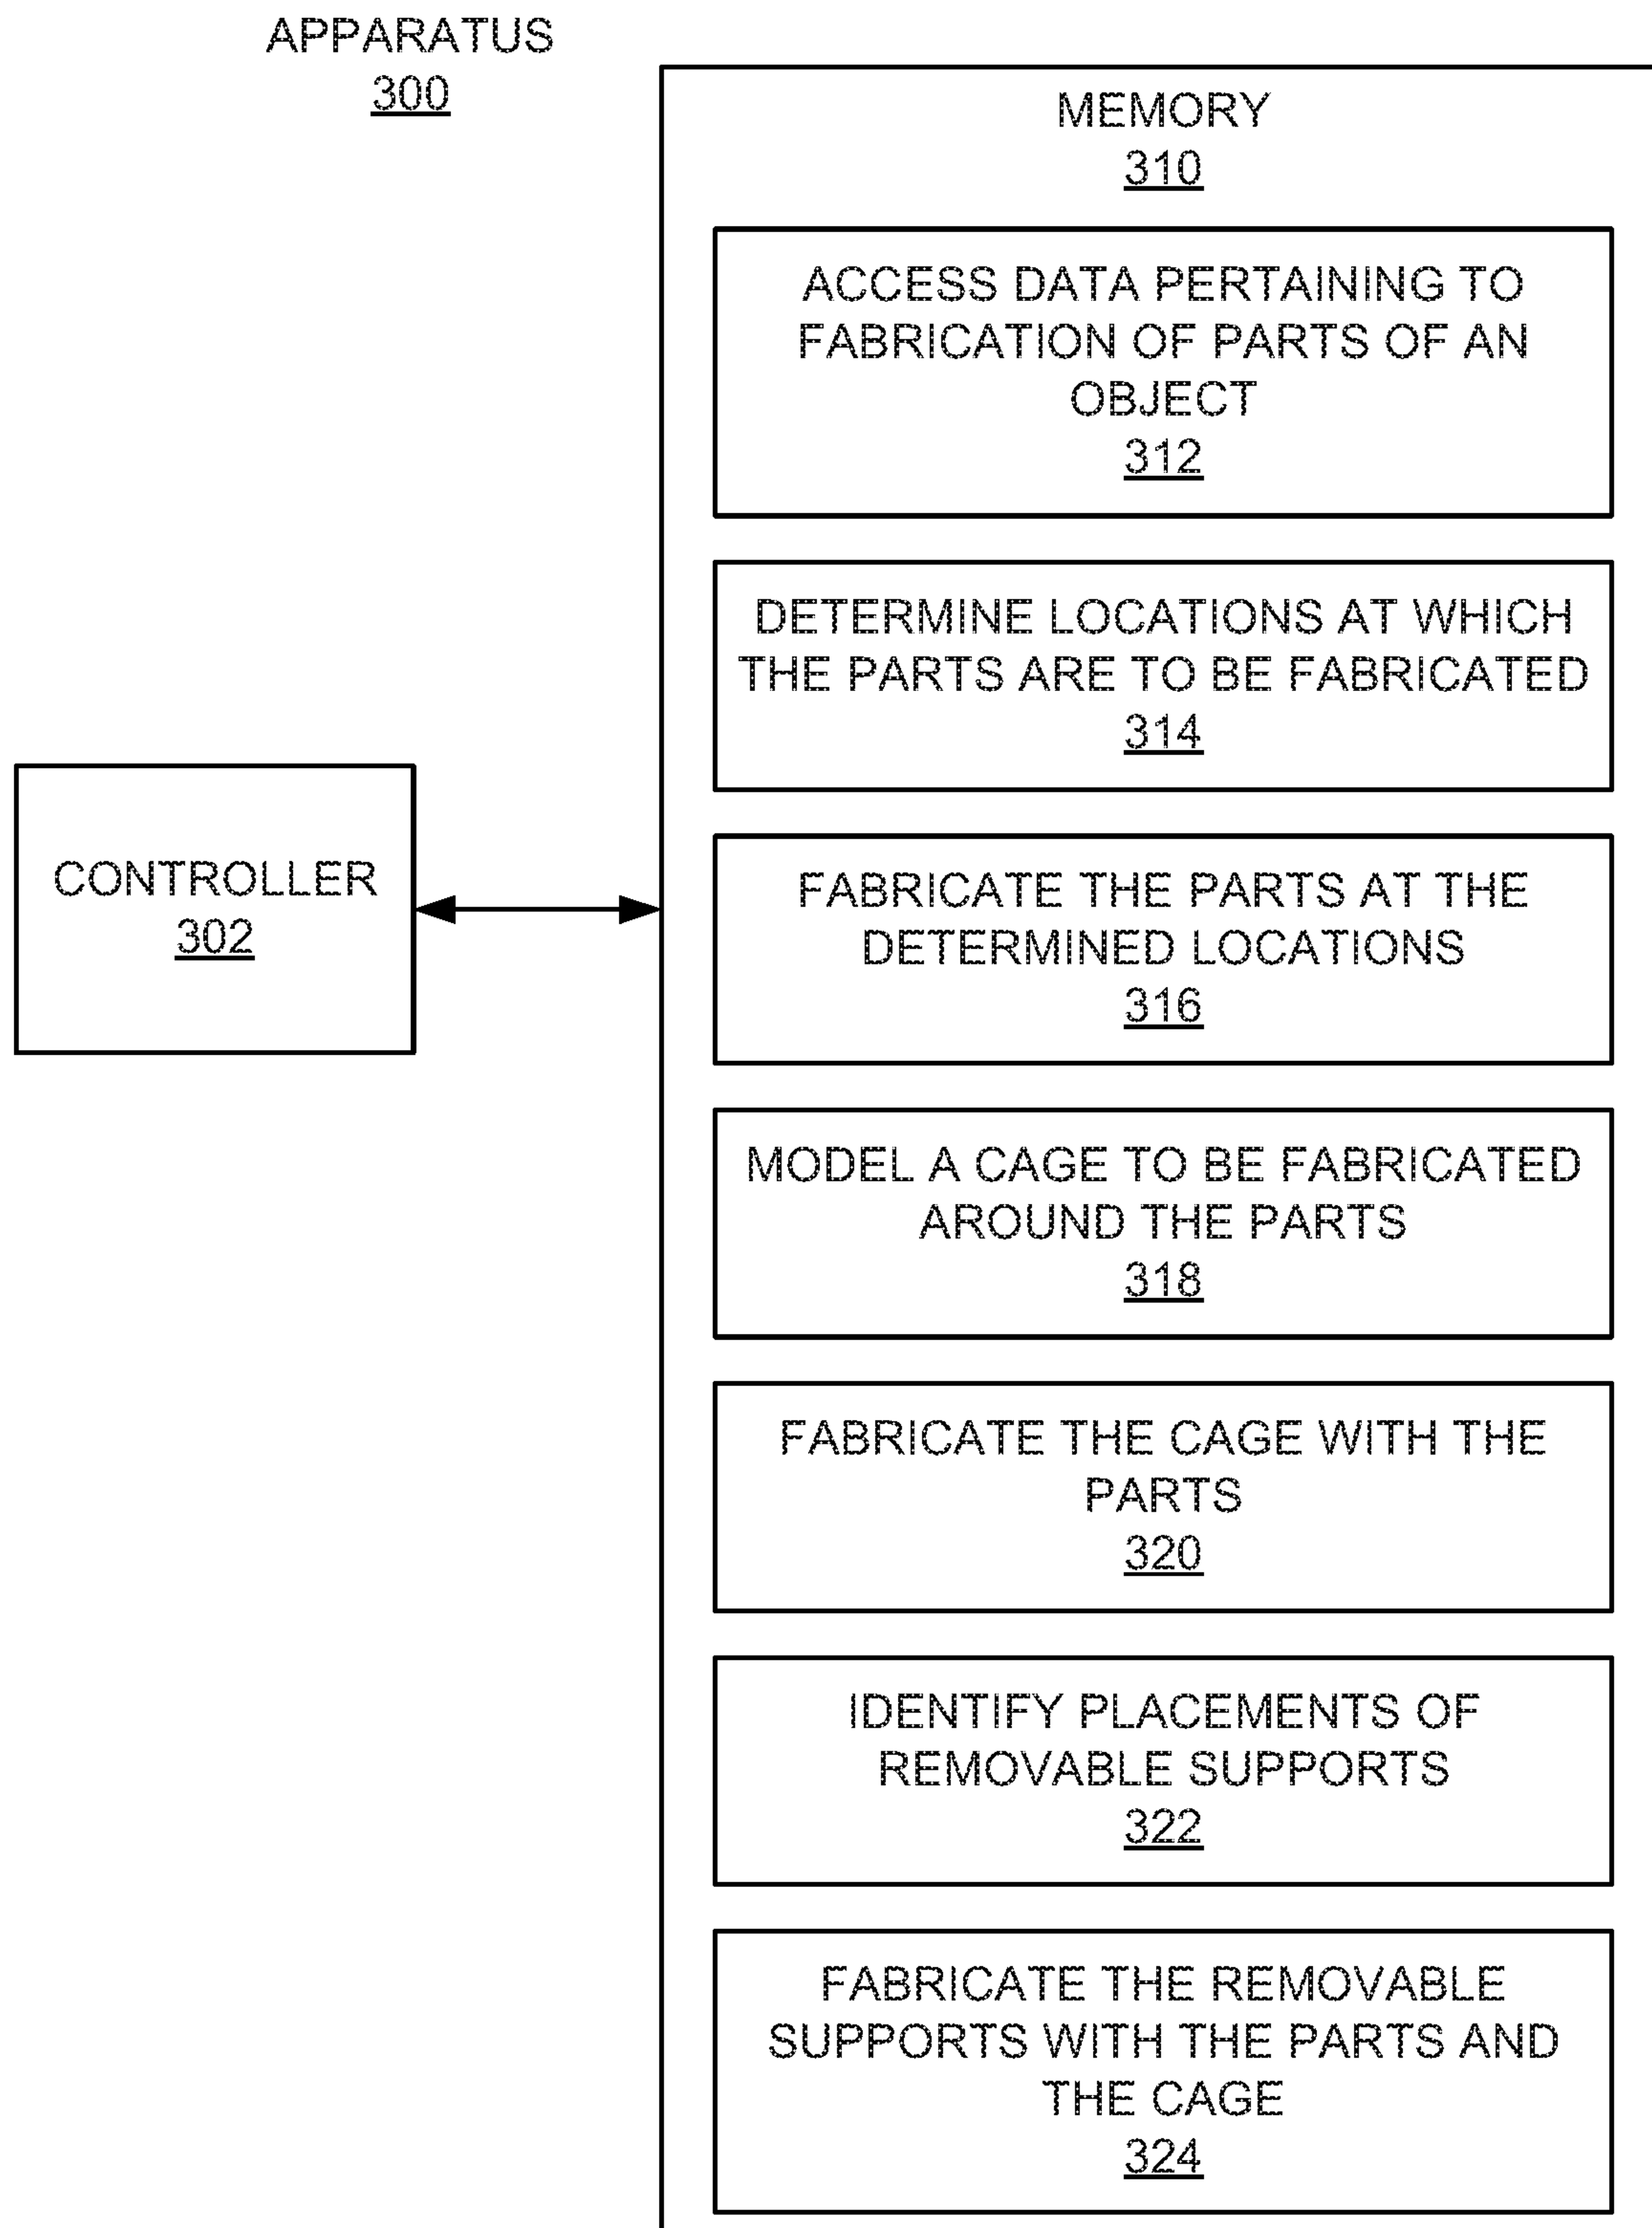 APPARATUS
300
MEMORY
310
ACCESS DATA PERTAINING TO
FABRICATION OF PARTS OF AN
OBJECT
312
DETERMINE LOCATIONS AT WHICH
THE PARTS ARE TO BE FABRICATED
314
CONTROLLER
302
FABRICATE THE PARTS AT THE
DETERMINED LOCATIONS
316
MODEL A CAGE TO BE FABRICATED
AROUND THE PARTS
318
FABRICATE THE CAGE WITH THE
PARTS
320
IDENTIFY PLACEMENTS OF
REMOVABLE SUPPORTS
322
FABRICATE THE REMOVABLE
SUPPORTS WITH THE PARTS AND
THE CAGE
324